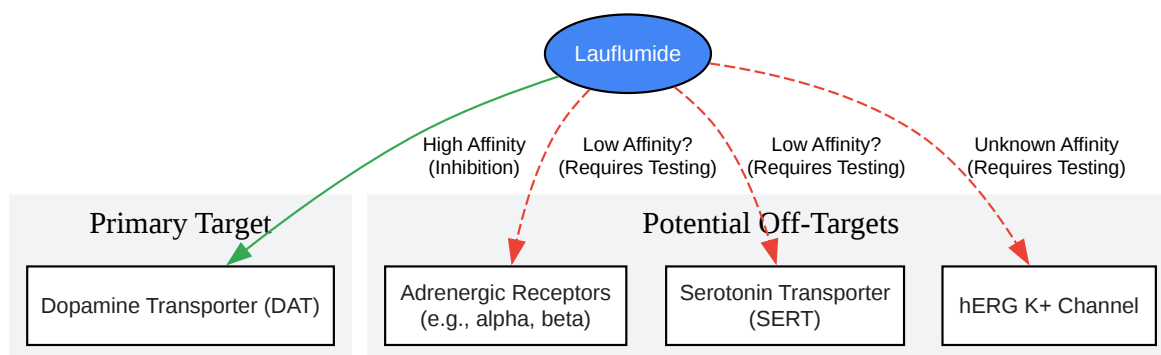 Lauflumide
High Affinity
(Inhibition)
Low Affinity?
(Requires Testing)
Low Affinity?
(Requires Testing)
Unknown Affinity
(Requires Testing)
Primary Target
Potential Off-Targets
Dopamine Transporter (DAT)
Adrenergic Receptors
(e.g., alpha, beta)
Serotonin Transporter
(SERT)
hERG K+ Channel